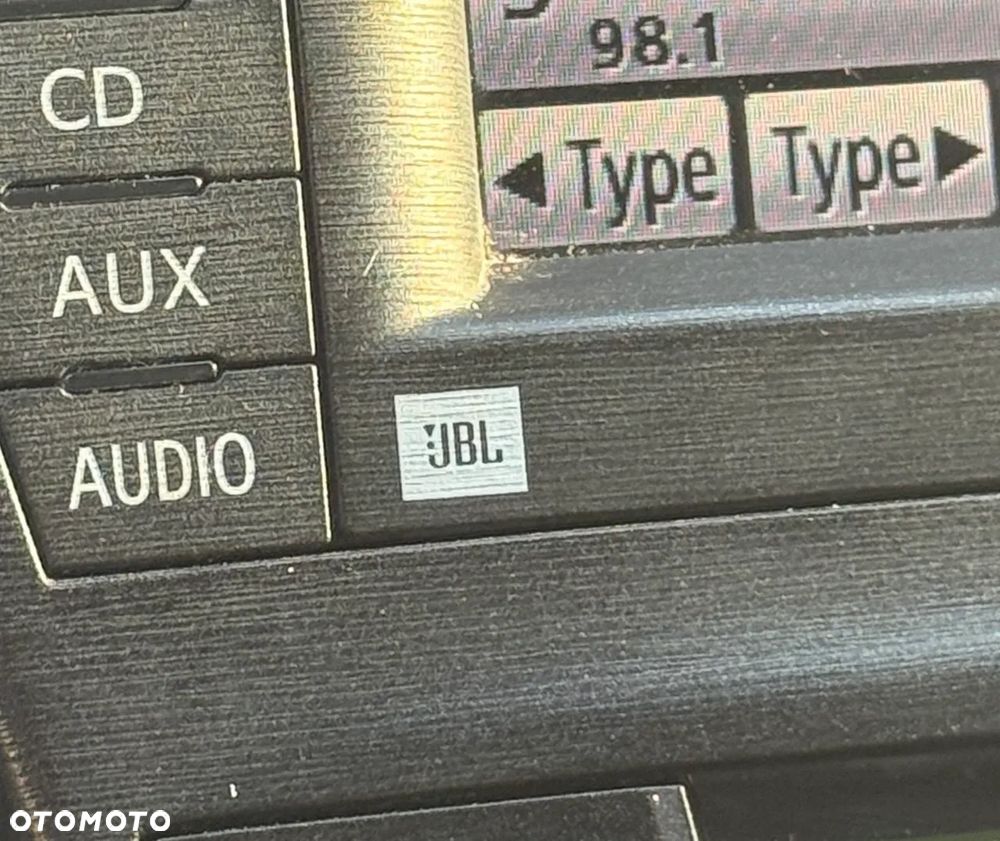 98.1
CD
Type
Type
AUX
AUDIO
JBL
OTOMOTO